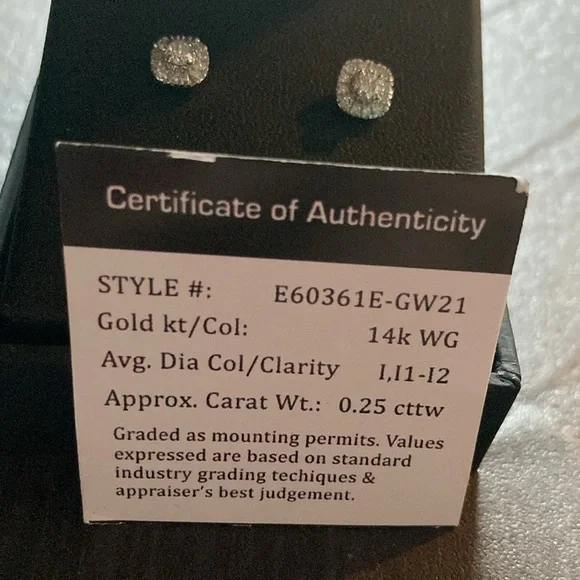 Certificate of Authenticity
STYLE #: E60361E-GW21
Gold kt/Col: 14k WG
Avg. Dia Col/Clarity I,I1-I2
Approx. Carat Wt.: 0.25 cttw
Graded as mounting permits. Values
expressed are based on standard
industry grading techiques &
appraiser's best judgement.